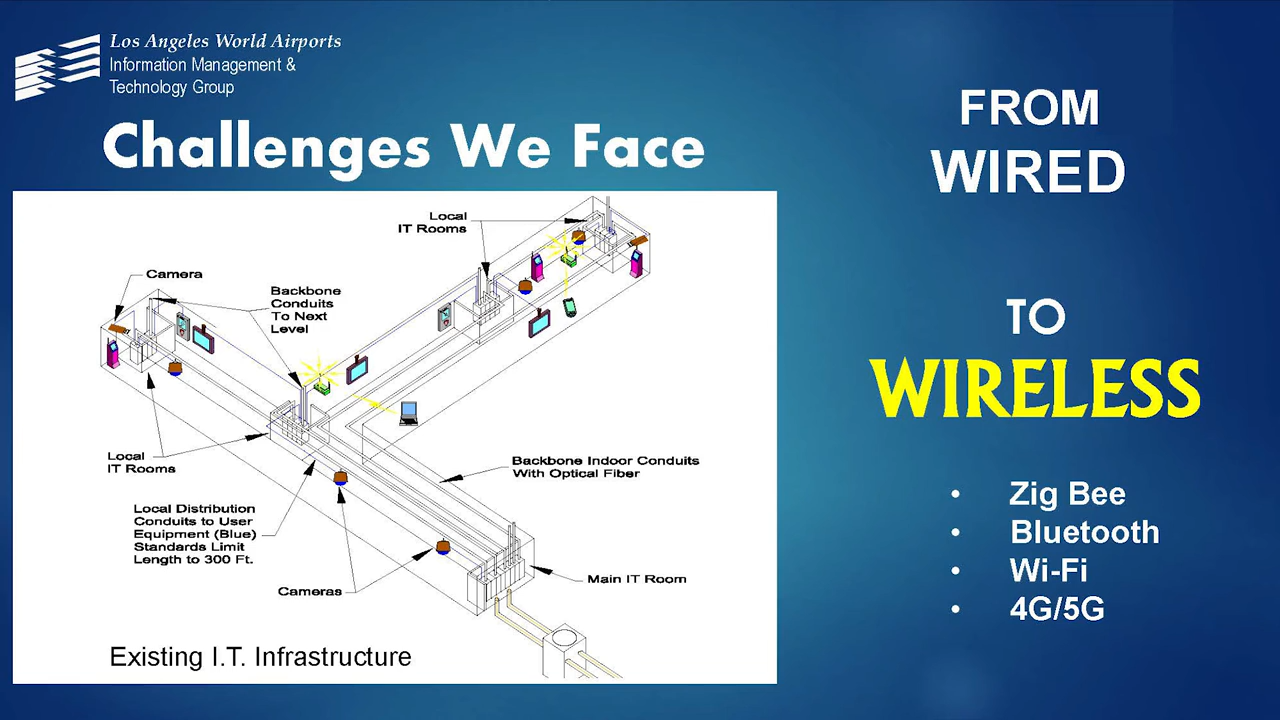 Los Angeles World Airports
Information Management &
Technology Group
Challenges We Face
FROM
WIRED
TO
WIRELESS
• Zig Bee
• Bluetooth
• Wi-Fi
• 4G/5G
Local
IT Rooms
Camera
Backbone
Conduits
To Next
Level
Local
IT Rooms
Backbone Indoor Conduits
With Optical Fiber
Local Distribution
Conduits to User
Equipment (Blue)
Standards Limit
Length to 300 Ft.
Cameras
Main IT Room
Existing I.T. Infrastructure